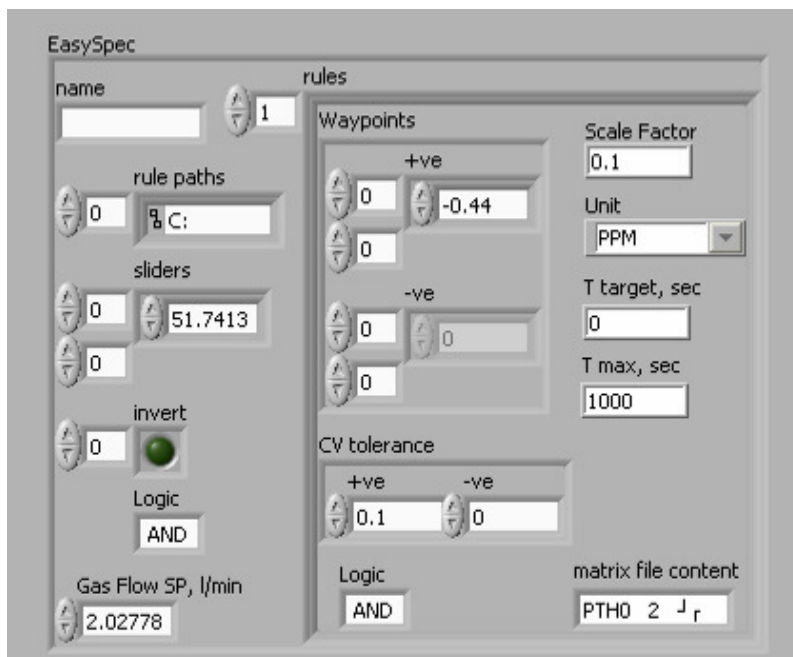 EasySpec
name
1
rule paths
0
C:
sliders
0
51.7413
0
invert
0
Logic
AND
Gas Flow SP, l/min
2.02778
rules
Waypoints
+ve
0
-0.44
0
-ve
0
0
0
CV tolerance
+ve -ve
0.1 0
Logic
AND
Scale Factor
0.1
Unit
PPM
T target, sec
0
T max, sec
1000
matrix file content
PTH0 2 ┘┌